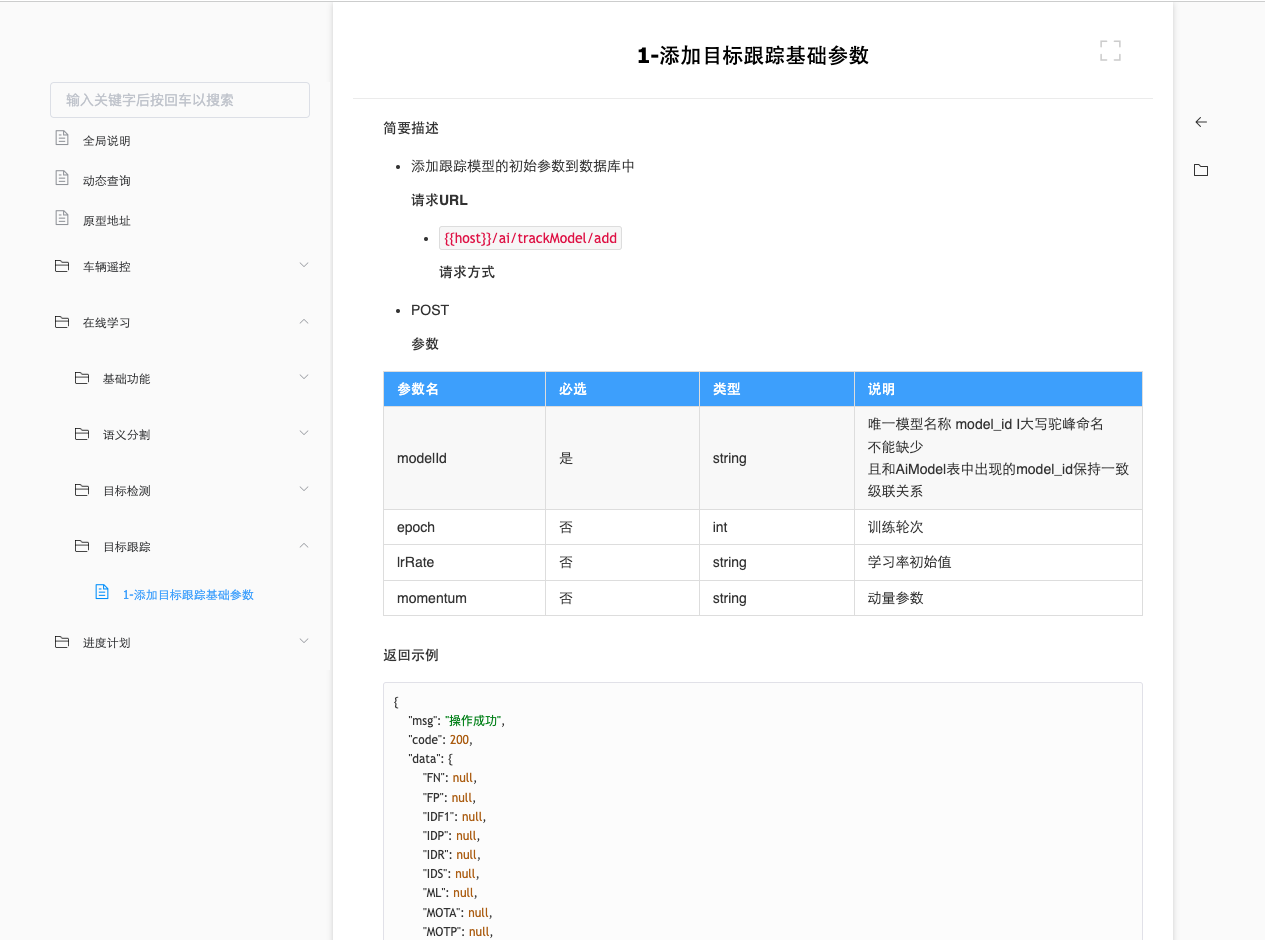 输入关键字后按回车以搜索
全局说明
动态查询
原型地址
车辆遥控
在线学习
基础功能
语义分割
目标检测
目标跟踪
1-添加目标跟踪基础参数
进度计划
1-添加目标跟踪基础参数
简要描述
添加跟踪模型的初始参数到数据库中
请求URL
{{host}}/ai/trackModel/add
请求方式
POST
参数
参数名 必选 类型 说明
modelId 是 string 唯一模型名称 model_id I大写驼峰命名
不能缺少
且和AiModel表中出现的model_id保持一致
级联关系
epoch 否 int 训练轮次
lrRate 否 string 学习率初始值
momentum 否 string 动量参数
返回示例
{
"msg": "操作成功",
"code": 200,
"data": {
"FN": null,
"FP": null,
"IDF1": null,
"IDP": null,
"IDR": null,
"IDS": null,
"ML": null,
"MOTA": null,
"MOTP": null,